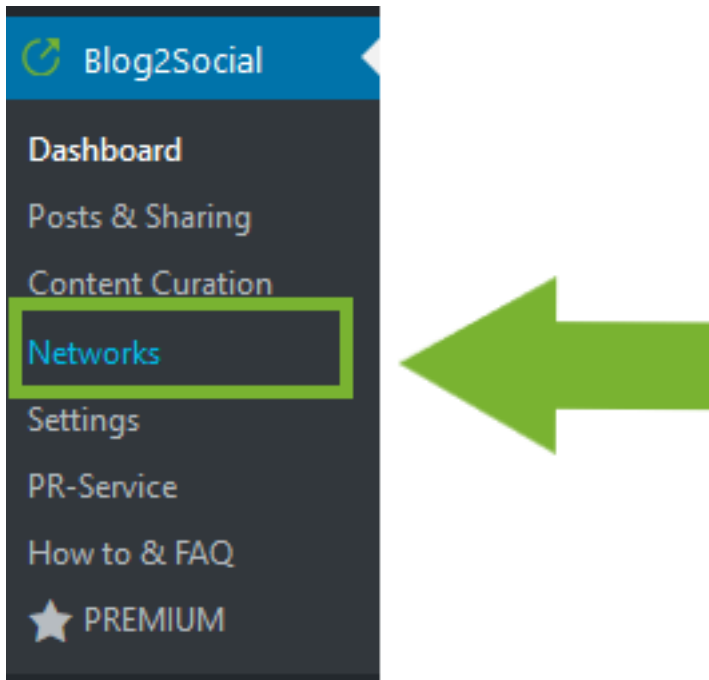 Blog2Social
Dashboard
Posts & Sharing
Content Curation
Networks
Settings
PR-Service
How to & FAQ
PREMIUM